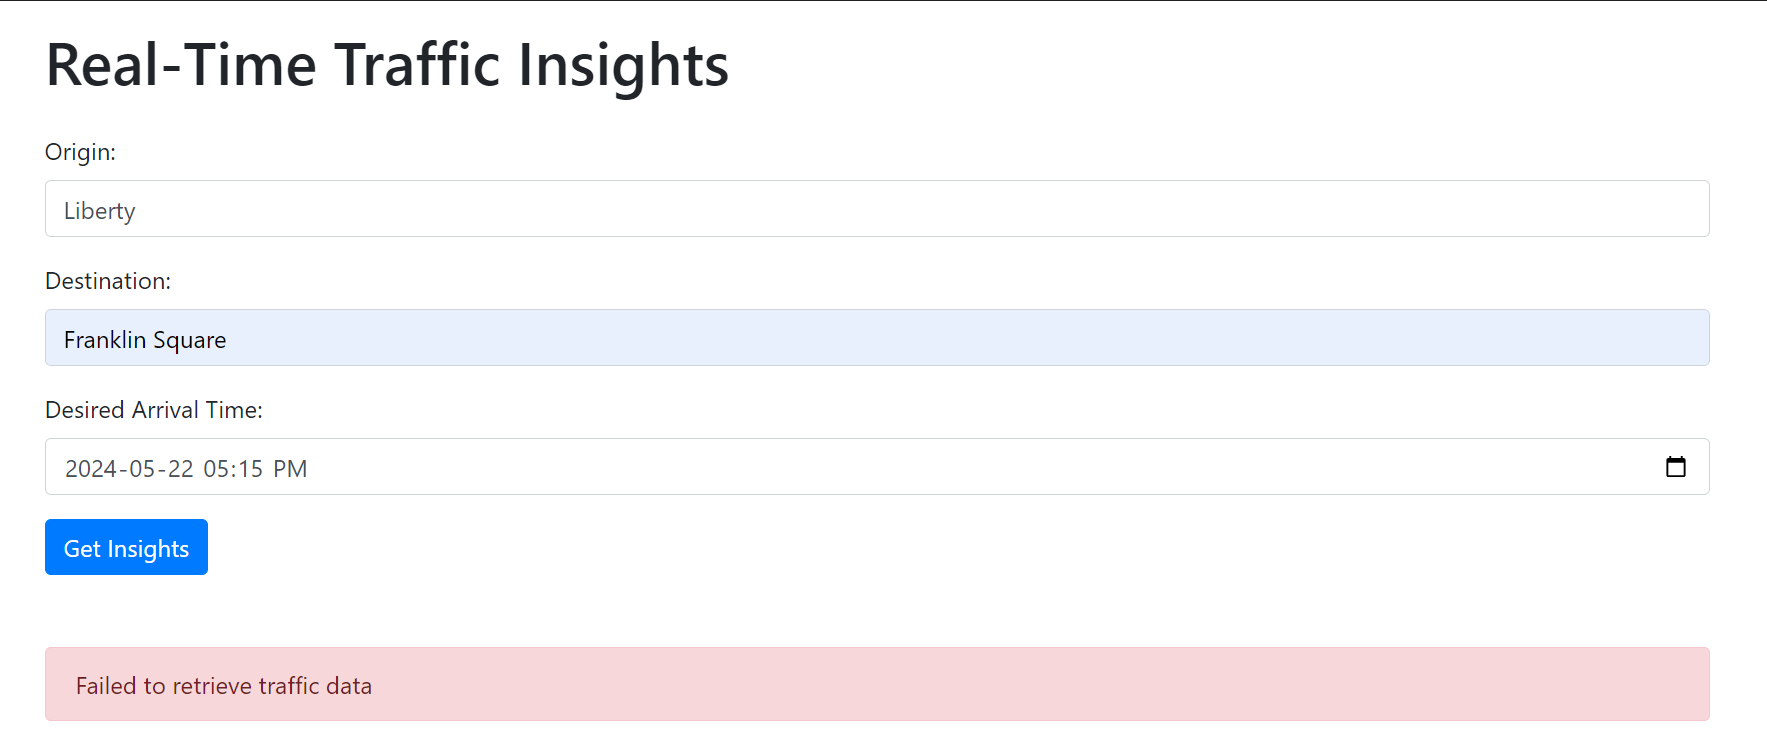 Real-Time Traffic Insights
Origin:
Liberty
Destination:
Franklin Square
Desired Arrival Time:
2024-05-22 05:15 PM
Get Insights
Failed to retrieve traffic data